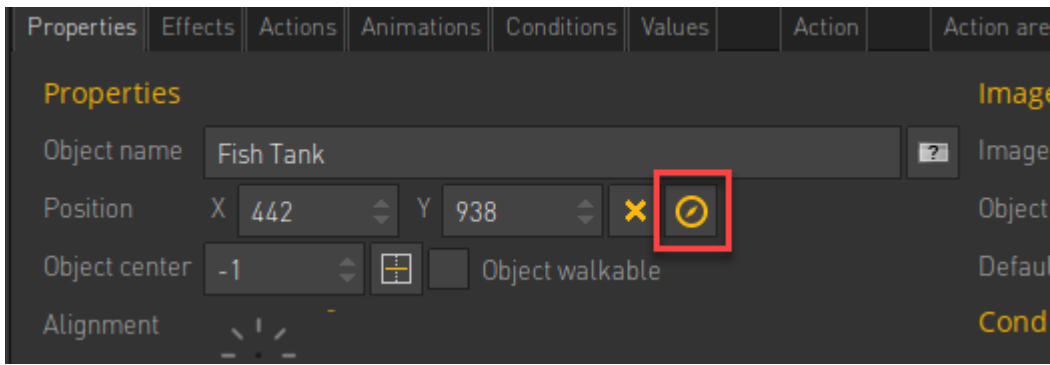 Properties Effects Actions Animations Conditions Values Action Action are
Properties Image
Object name Fish Tank ? Image
Position X 442 Y 938 Object
Object center -1 Object walkable Defaul
Alignment Cond